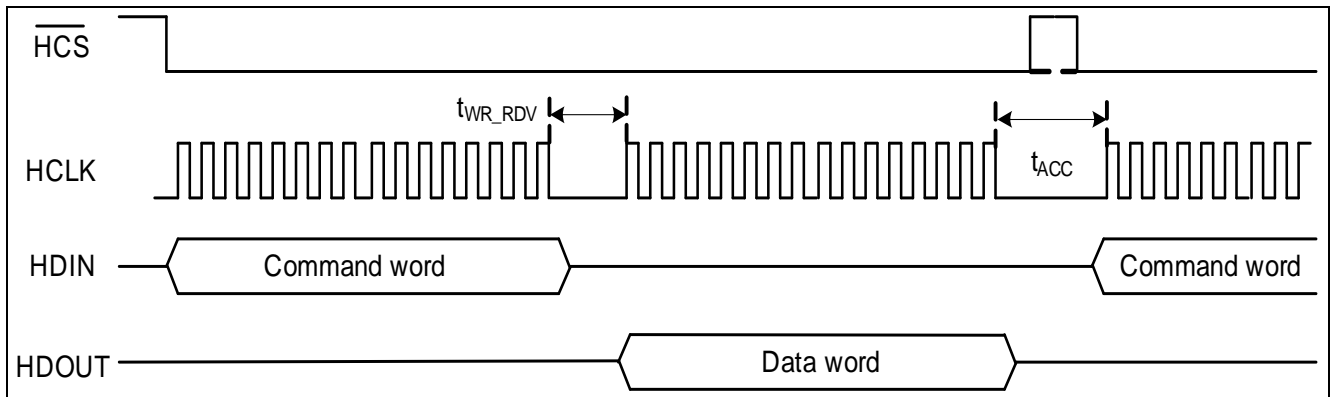 HCS
tWR_RDV
HCLK
tACC
HDIN Command word Command word
HDOUT Data word